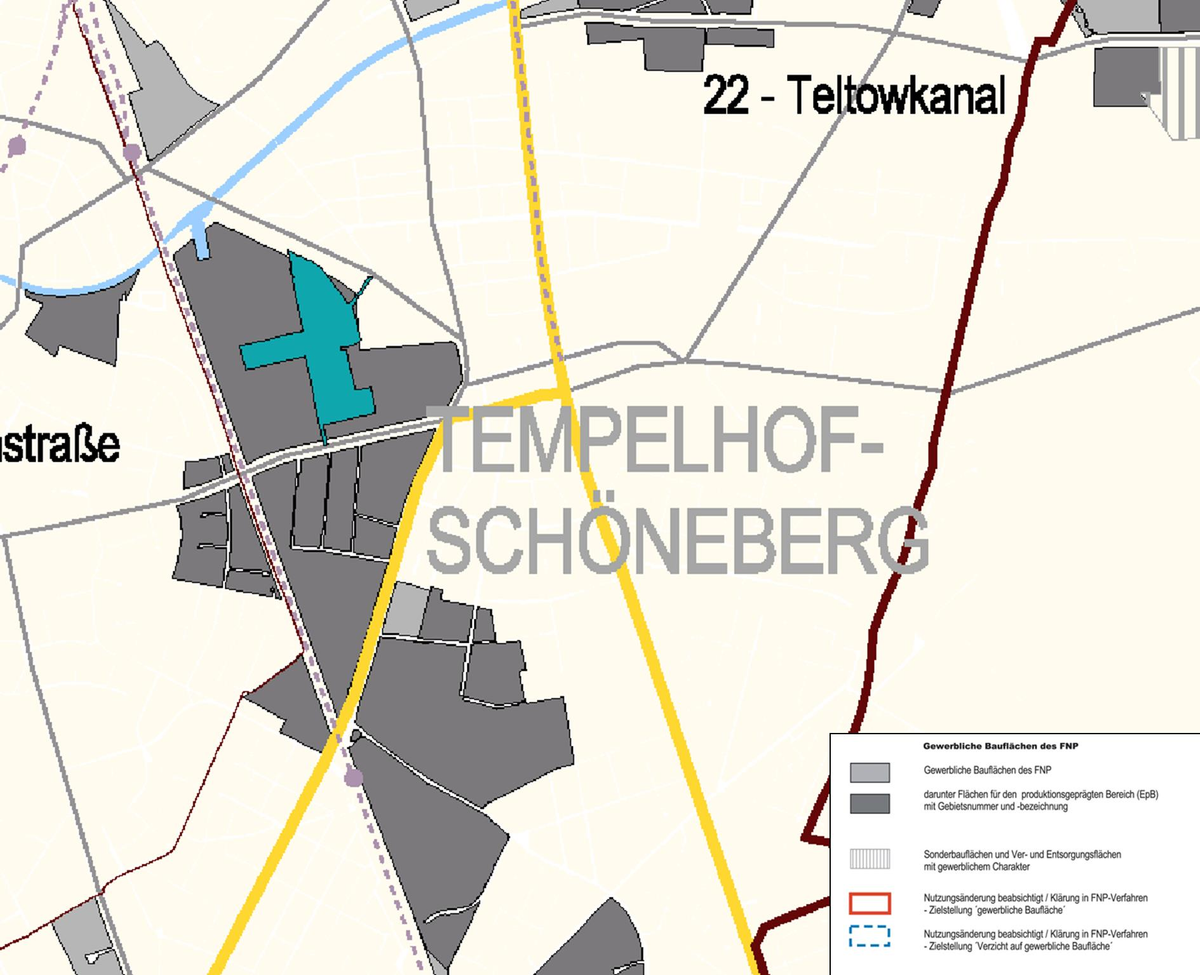 22 - Teltowkanal
TEMPELHOF-
SCHÖNEBERG
Gewerbliche Bauflächen des FNP
Gewerbliche Bauflächen des FNP
darunter Flächen für den produktionsgeprägten Bereich (EpB)
mit Gebietsnummer und -bezeichnung
Sonderbauflächen und Ver- und Entsorgungsflächen
mit gewerblichem Charakter
Nutzungsänderung beabsichtigt / Klärung in FNP-Verfahren
- Zielstellung ´gewerbliche Baufläche´
Nutzungsänderung beabsichtigt / Klärung in FNP-Verfahren
- Zielstellung ´Verzicht auf gewerbliche Baufläche´